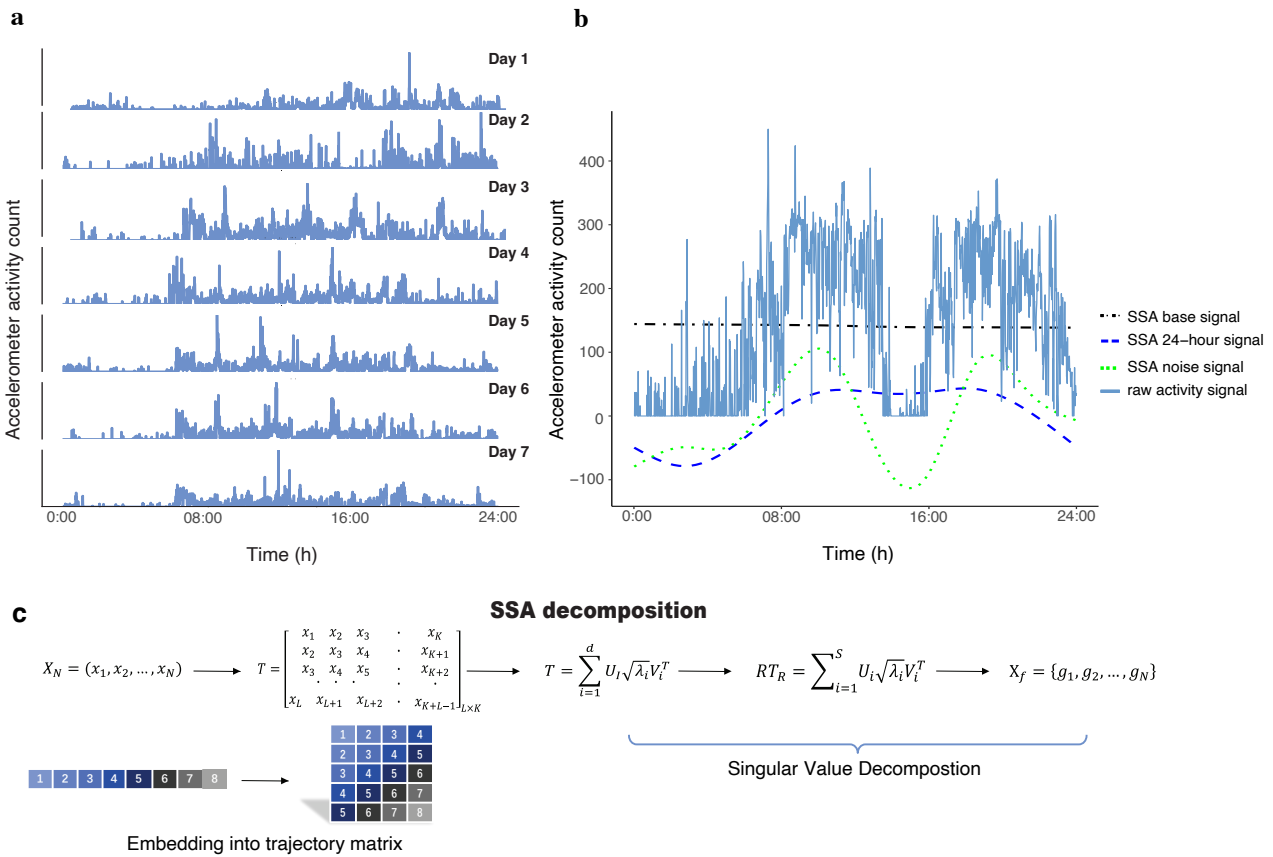 a
Accelerometer activity count
Day 1
Day 2
Day 3
Day 4
Day 5
Day 6
Day 7
0:00 08:00 16:00 24:00
Time (h)
b
Accelerometer activity count
400
300
200
100
0
−100
0:00 08:00 16:00 24:00
Time (h)
SSA base signal
SSA 24−hour signal
SSA noise signal
raw activity signal
c
SSA decomposition
X_N = (x_1, x_2, ..., x_N)
T =
x_1 x_2 x_3 · x_K
x_2 x_3 x_4 · x_{K+1}
x_3 x_4 x_5 · x_{K+2}
· · · · ·
x_L x_{L+1} x_{L+2} · x_{K+L-1}
L×K
T = ∑_{i=1}^{d} U_I √λ_i V_i^T
RT_R = ∑_{i=1}^{S} U_i √λ_i V_i^T
X_f = {g_1, g_2, ..., g_N}
1 2 3 4 5 6 7 8
1 2 3 4
2 3 4 5
3 4 5 6
4 5 6 7
5 6 7 8
Embedding into trajectory matrix
Singular Value Decompostion